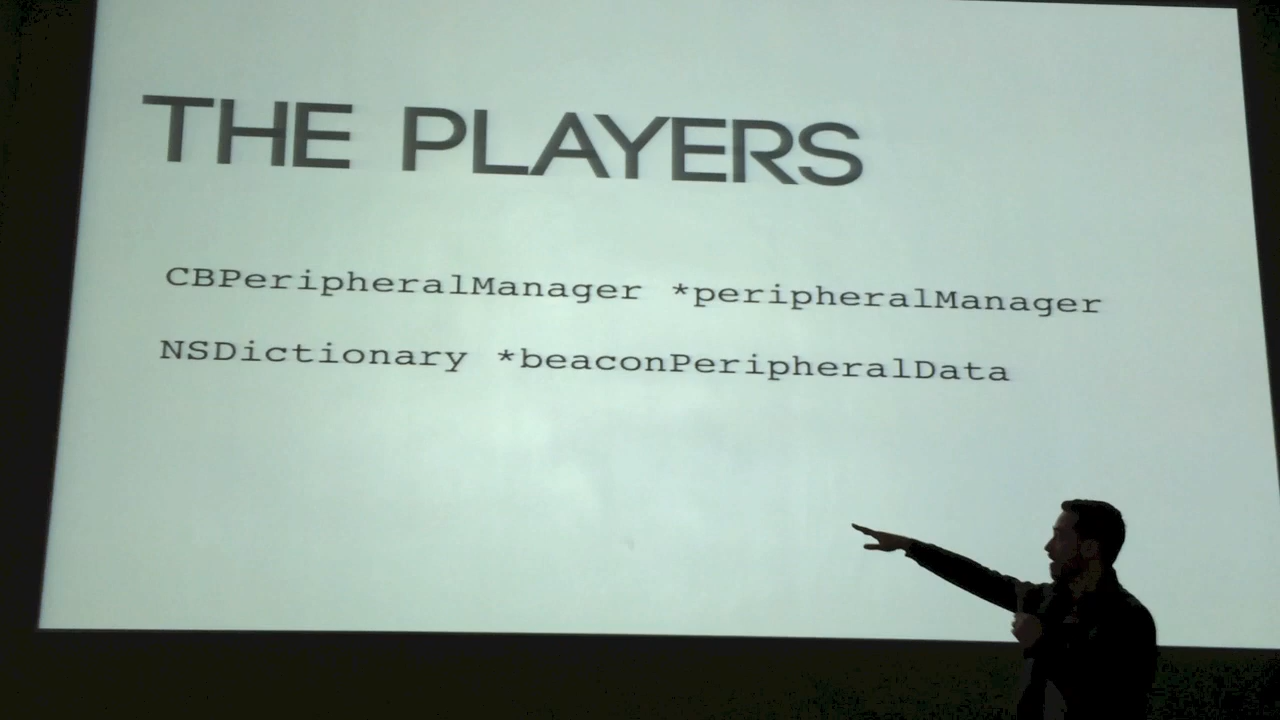 THE PLAYERS
CBPeripheralManager *peripheralManager
NSDictionary *beaconPeripheralData